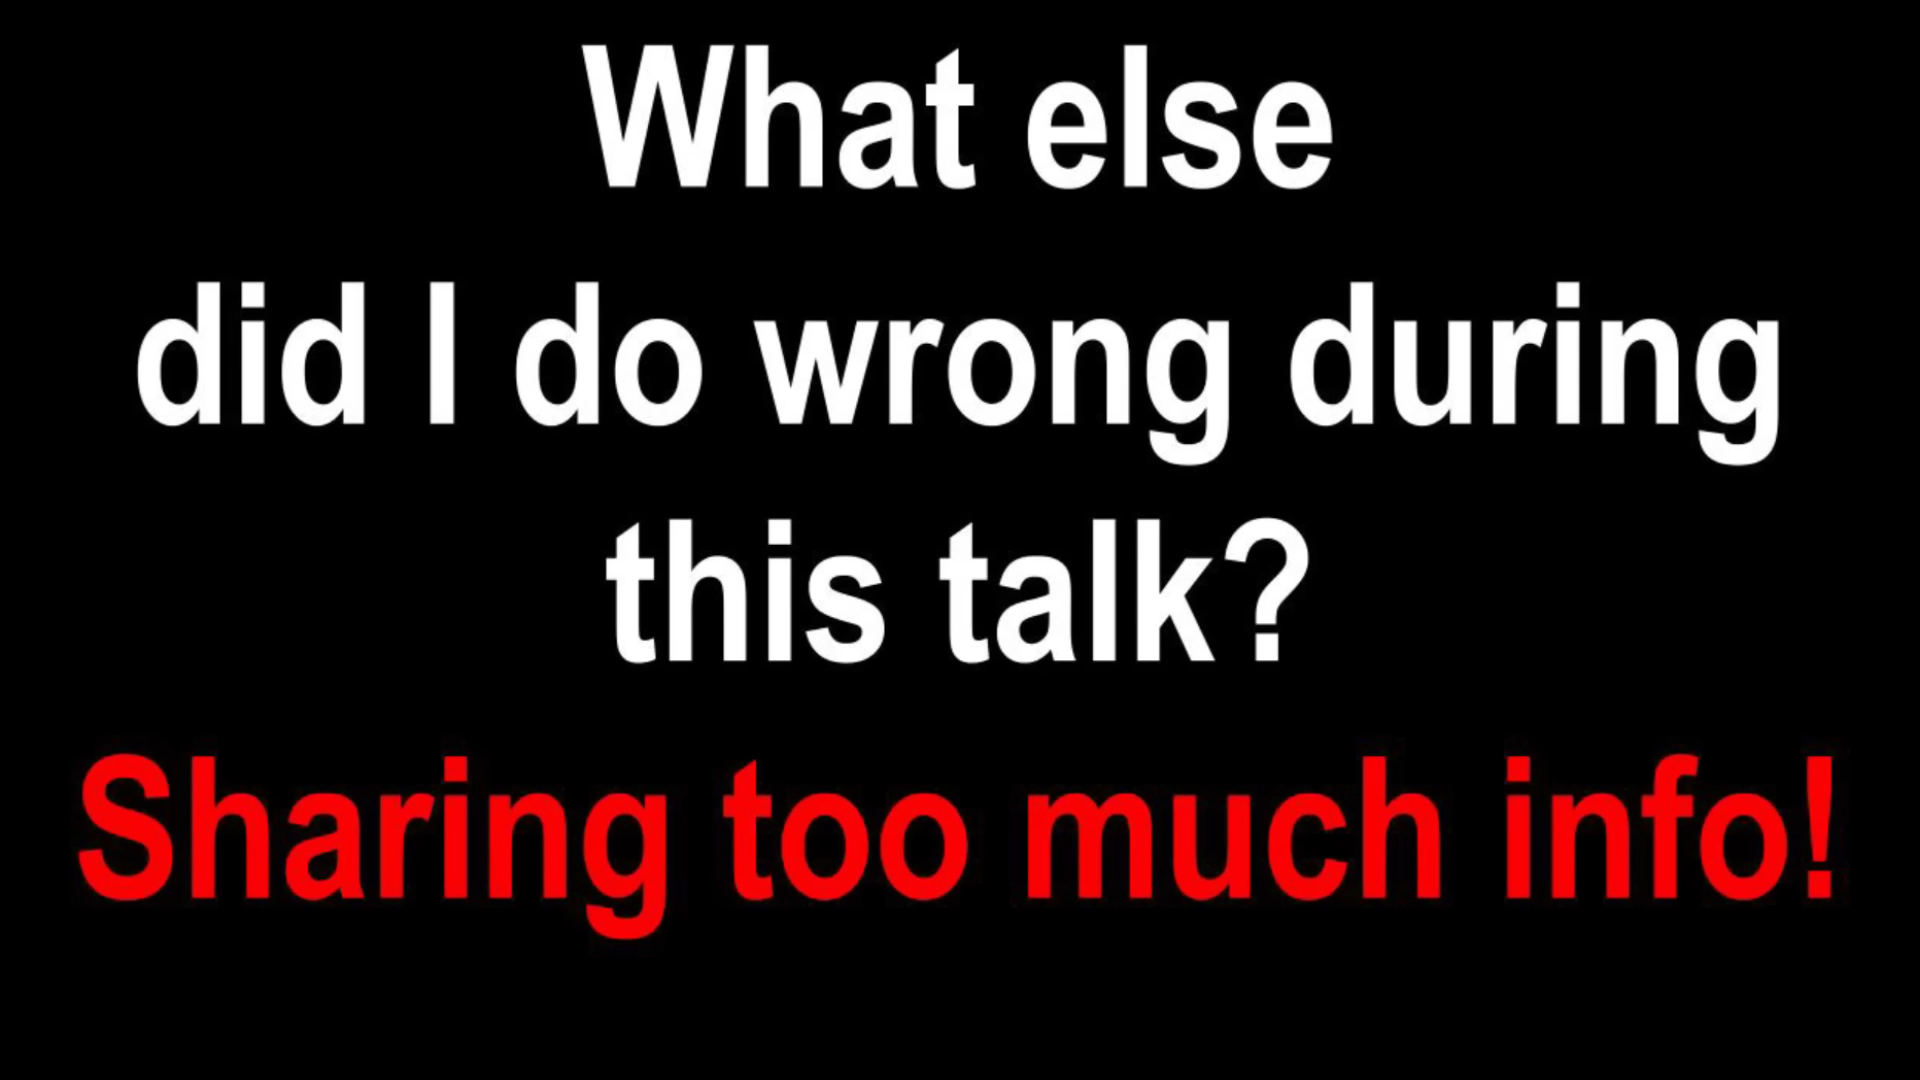 What else
did I do wrong during
this talk?
Sharing too much info!